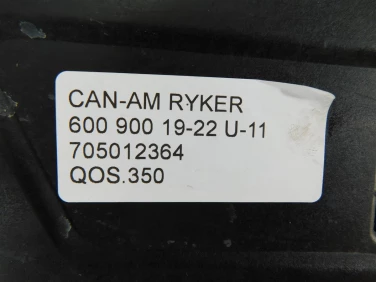 CAN-AM RYKER
600 900 19-22 U-11
705012364
QOS.350